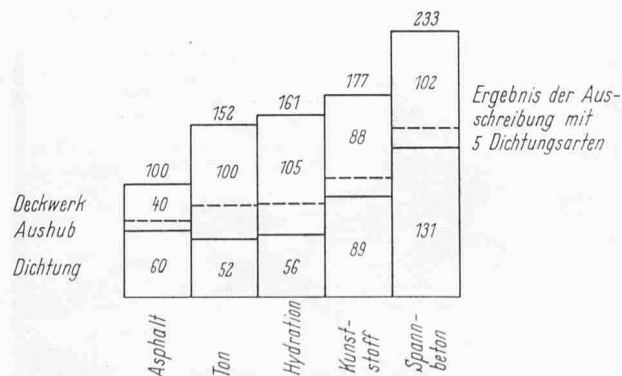 233
177
161
152
100
102
88
105
100
40
Ergebnis der Aus-
schreibung mit
5 Dichtungsarten
Deckwerk
Aushub
Dichtung
60
52
56
89
131
Asphalt
Ton
Hydration
Kunst-
stoff
Spann-
beton